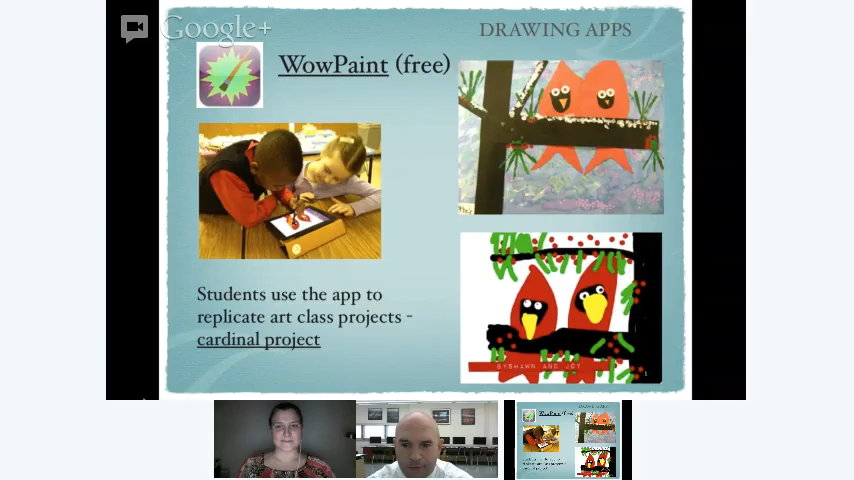 Google+
DRAWING APPS
WowPaint (free)
Students use the app to
replicate art class projects -
cardinal project
BYSHAWN AND JOY